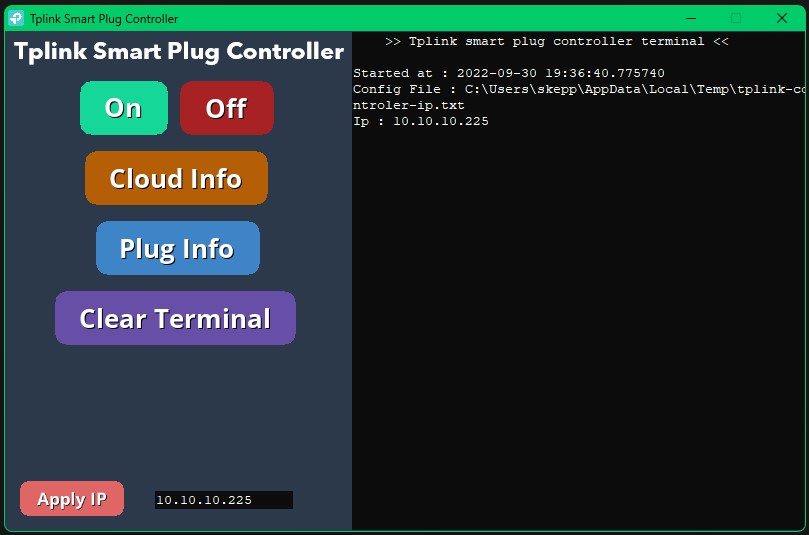 Tplink Smart Plug Controller
Tplink Smart Plug Controller
On
Off
Cloud Info
Plug Info
Clear Terminal
Apply IP
10.10.10.225
>> Tplink smart plug controller terminal <<
Started at : 2022-09-30 19:36:40.775740
Config File : C:\Users\skepp\AppData\Local\Temp\tplink-co
ntroler-ip.txt
Ip : 10.10.10.225